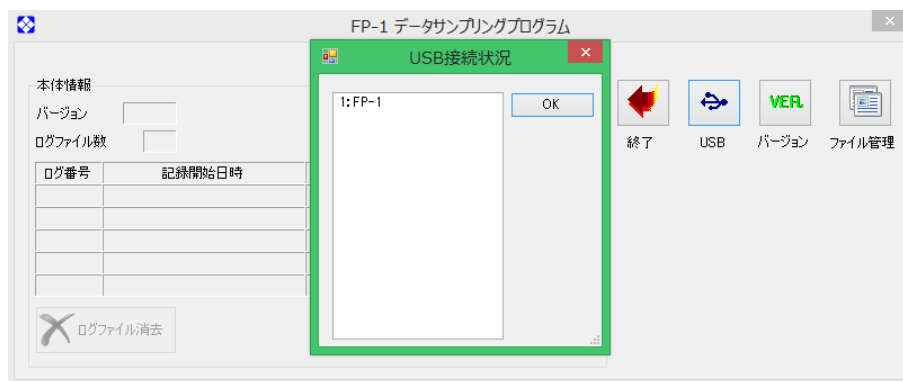 FP-1 データサンプリングプログラム
USB接続状況
1:FP-1
OK
本体情報
バージョン
ログファイル数
ログ番号 記録開始日時
ログファイル消去
終了 USB VER. バージョン ファイル管理